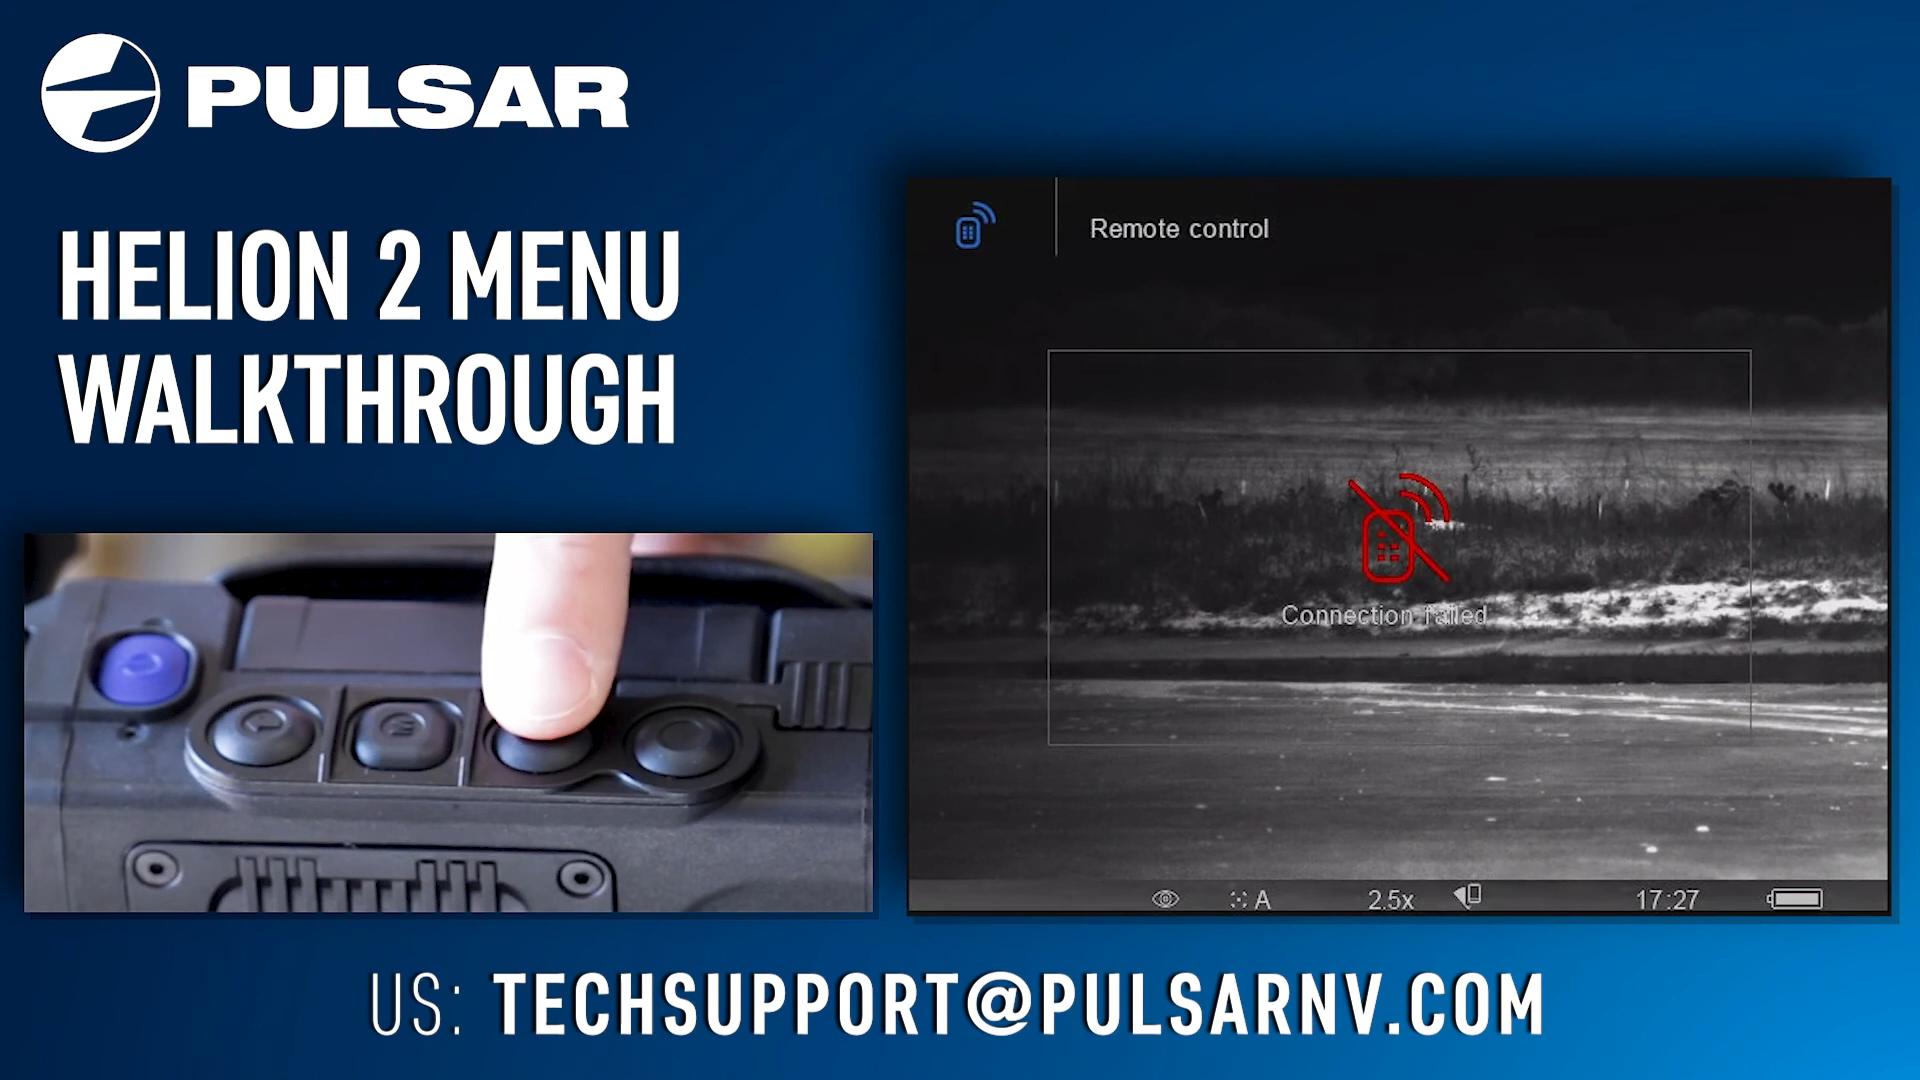 PULSAR
HELION 2 MENU
WALKTHROUGH
Remote control
Connection failed
A
2.5x
17:27
M
US: TECHSUPPORT@PULSARNV.COM